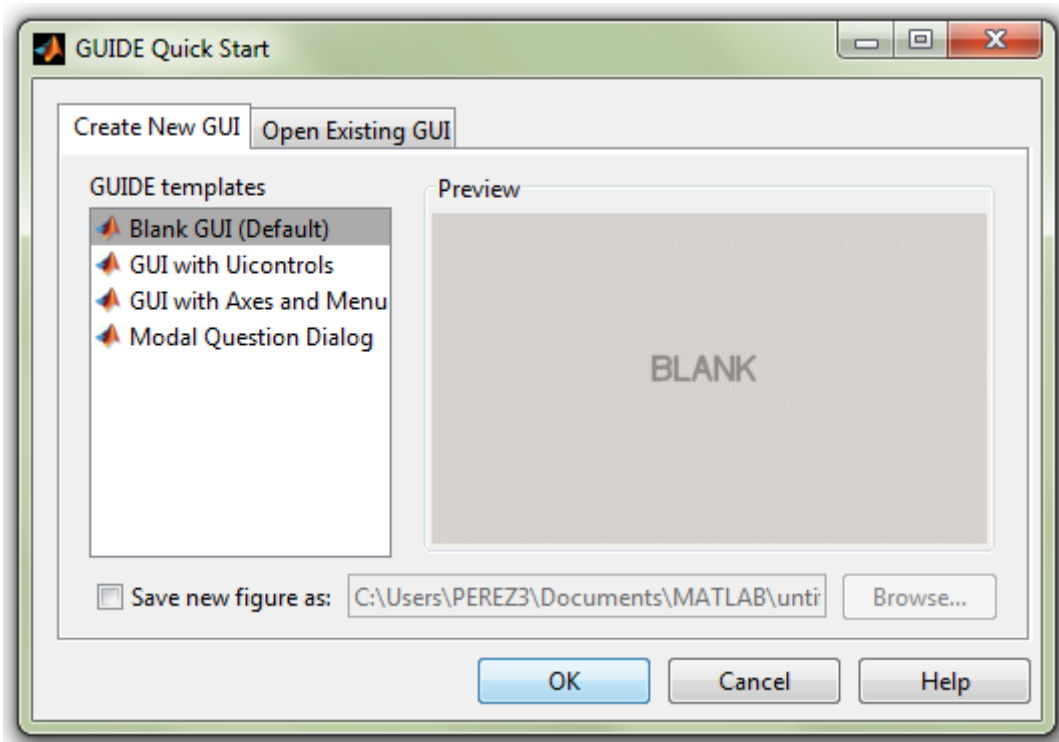 GUIDE Quick Start
Create New GUI
Open Existing GUI
GUIDE templates
Preview
Blank GUI (Default)
GUI with Uicontrols
GUI with Axes and Menu
Modal Question Dialog
BLANK
Save new figure as:
C:\Users\PEREZ3\Documents\MATLAB\unti
Browse...
OK
Cancel
Help